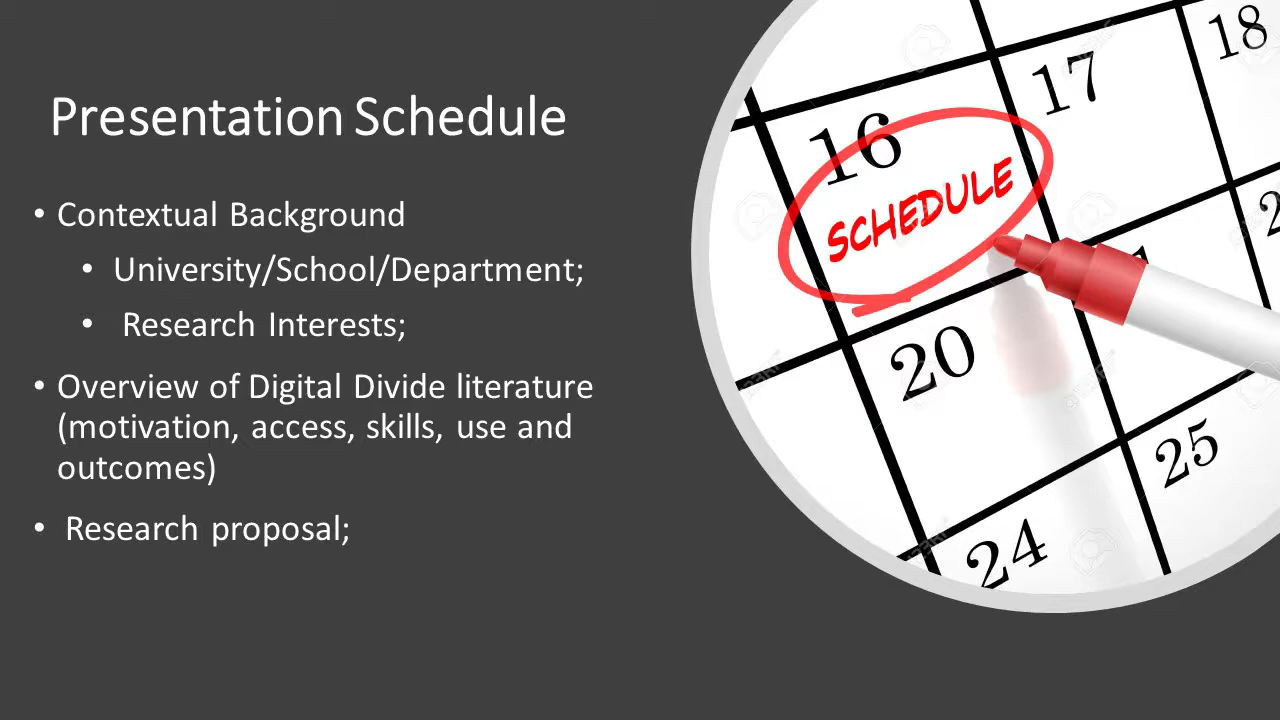 Presentation Schedule
• Contextual Background
• University/School/Department;
• Research Interests;
• Overview of Digital Divide literature
(motivation, access, skills, use and
outcomes)
• Research proposal;
16
17
18
SCHEDULE
20
24
25